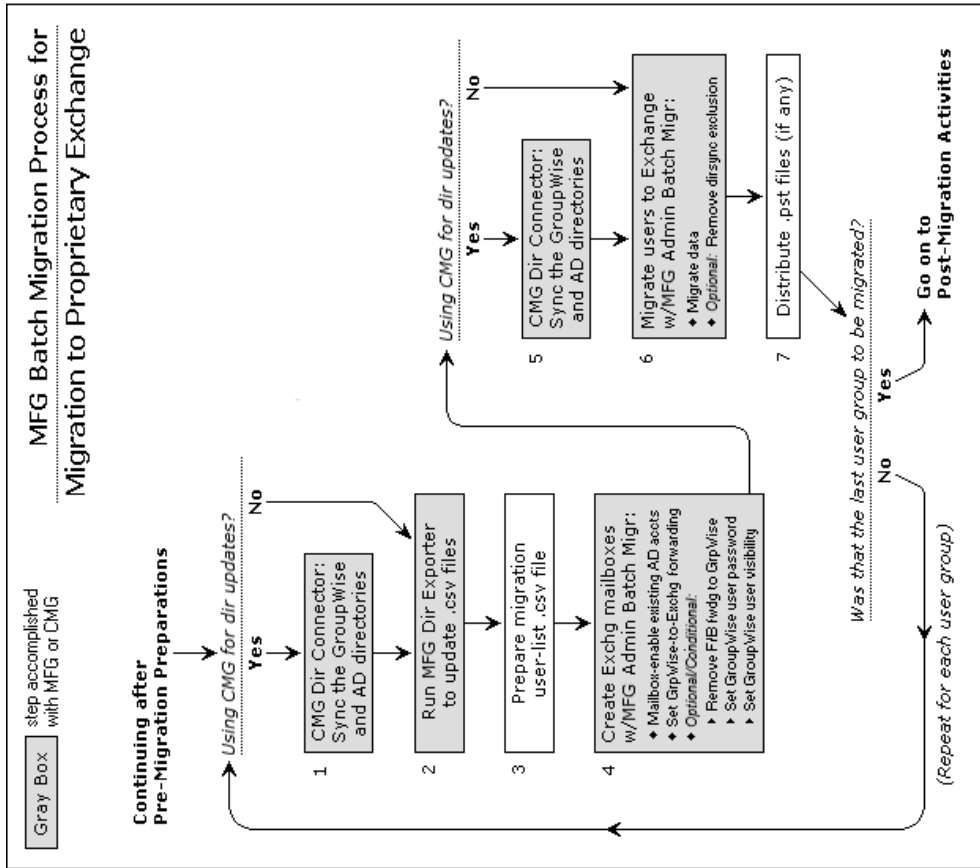 MFG Batch Migration Process for
Migration to Proprietary Exchange
Gray Box
step accomplished
with MFG or CMG
Continuing after
Pre-Migration Preparations
Using CMG for dir updates?
Yes
No
1
CMG Dir Connector:
Sync the GroupWise
and AD directories
2
Run MFG Dir Exporter
to update .csv files
3
Prepare migration
user-list .csv file
4
Create Exchg mailboxes
w/MFG Admin Batch Migr:
◆ Mailbox-enable existing AD accts
◆ Set GrpWise-to-Exchg forwarding
◆ Optional/Conditional:
▸ Remove F/B fwdg to GrpWise
▸ Set GroupWise user password
▸ Set GroupWise user visibility
Using CMG for dir updates?
Yes
No
5
CMG Dir Connector:
Sync the GroupWise
and AD directories
6
Migrate users to Exchange
w/MFG Admin Batch Migr:
◆ Migrate data
◆ Optional: Remove dirsync exclusion
7
Distribute .pst files (if any)
Was that the last user group to be migrated?
No
Yes
(Repeat for each user group)
Go on to
Post-Migration Activities